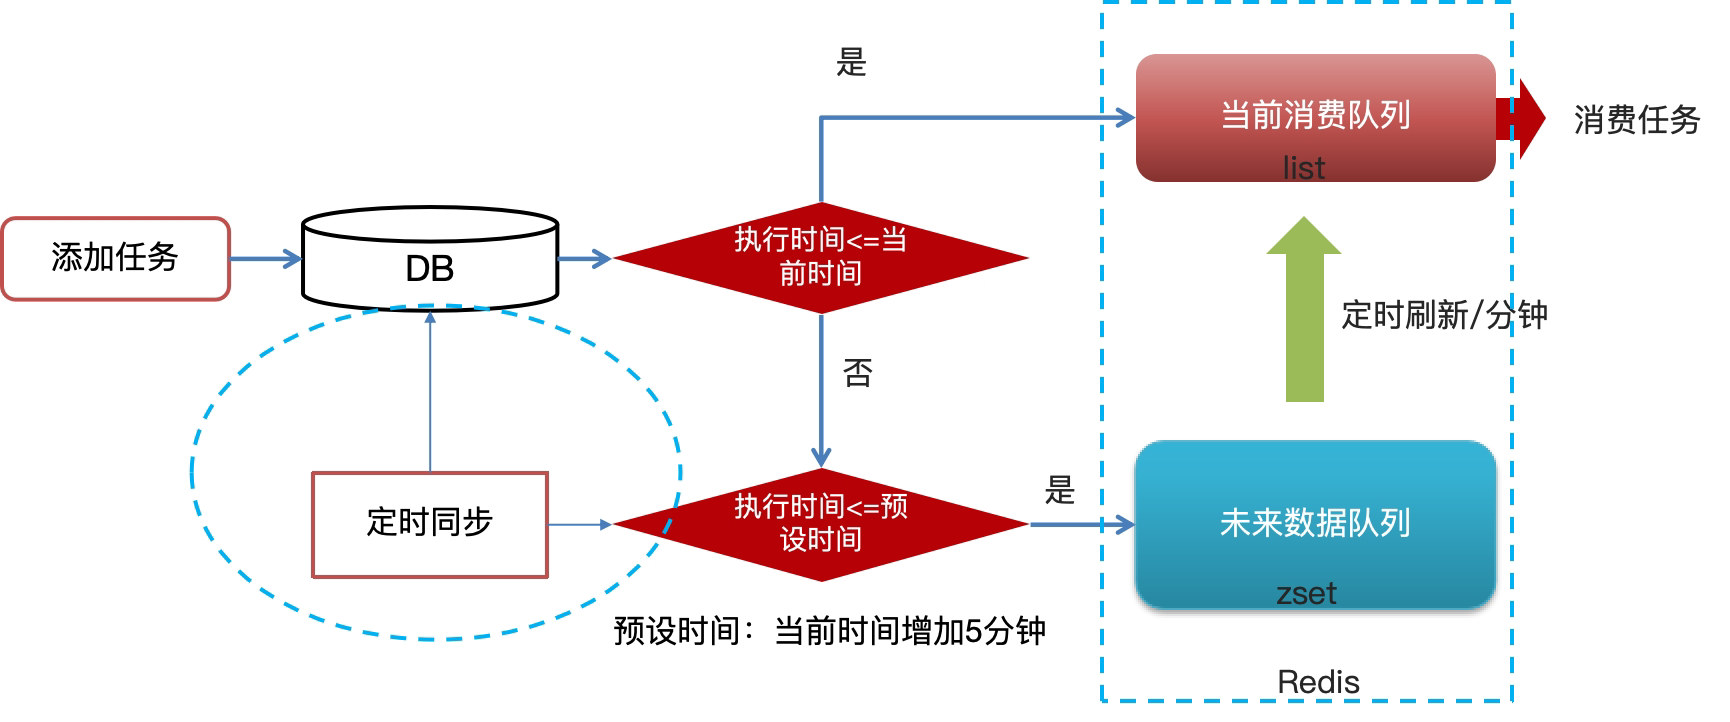 是
当前消费队列
list
消费任务
添加任务
DB
执行时间<=当
前时间
定时刷新/分钟
否
是
定时同步
执行时间<=预
设时间
未来数据队列
zset
预设时间：当前时间增加5分钟
Redis